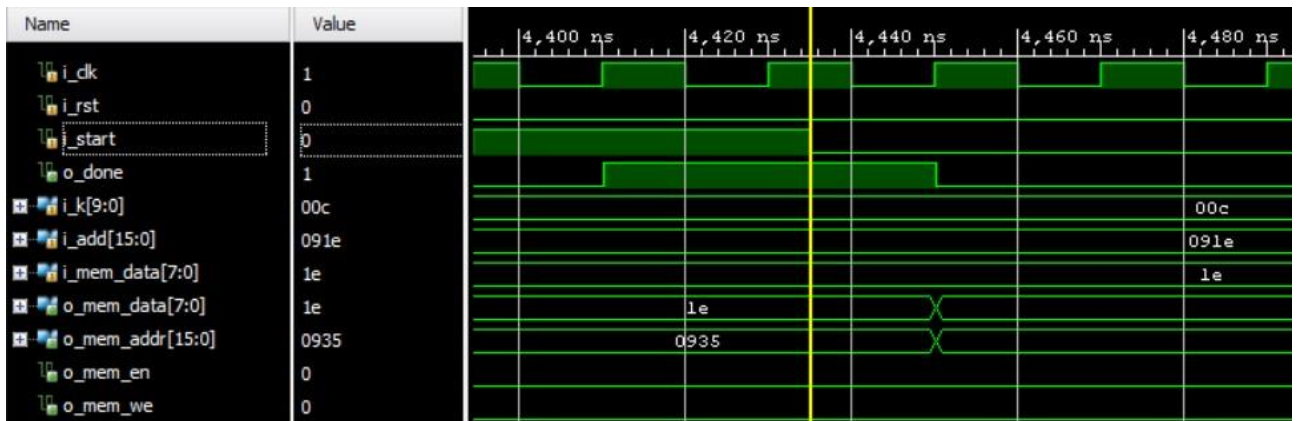 Name Value
4,400 ns 4,420 ns 4,440 ns 4,460 ns 4,480 ns
i_clk 1
i_rst 0
i_start 0
o_done 1
i_k[9:0] 00c 00c
i_add[15:0] 091e 091e
i_mem_data[7:0] 1e 1e
o_mem_data[7:0] 1e 1e
o_mem_addr[15:0] 0935 0935
o_mem_en 0
o_mem_we 0